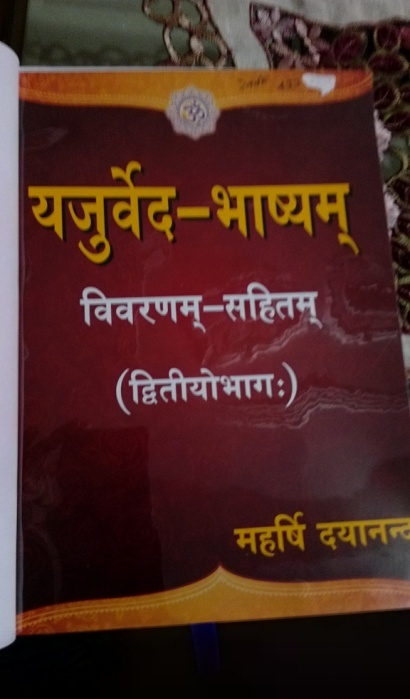 ॐ
यजुर्वेद-भाष्यम्
विवरणम्-सहितम्
(द्वितीयोभागः)
महर्षि दयानन्द